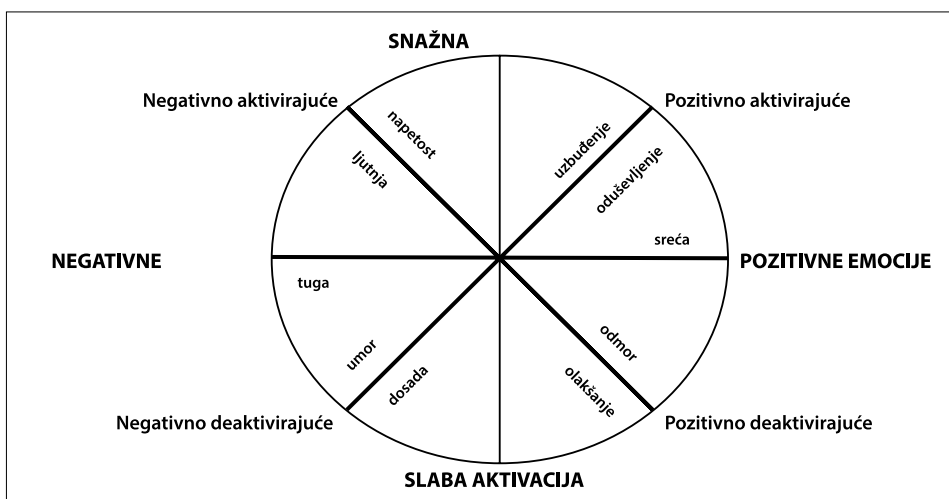 SNAŽNA
Negativno aktivirajuće
Pozitivno aktivirajuće
napetost
uzbuđenje
ljutnja
oduševljenje
sreća
NEGATIVNE
POZITIVNE EMOCIJE
tuga
odmor
umor
olakšanje
dosada
Negativno deaktivirajuće
Pozitivno deaktivirajuće
SLABA AKTIVACIJA